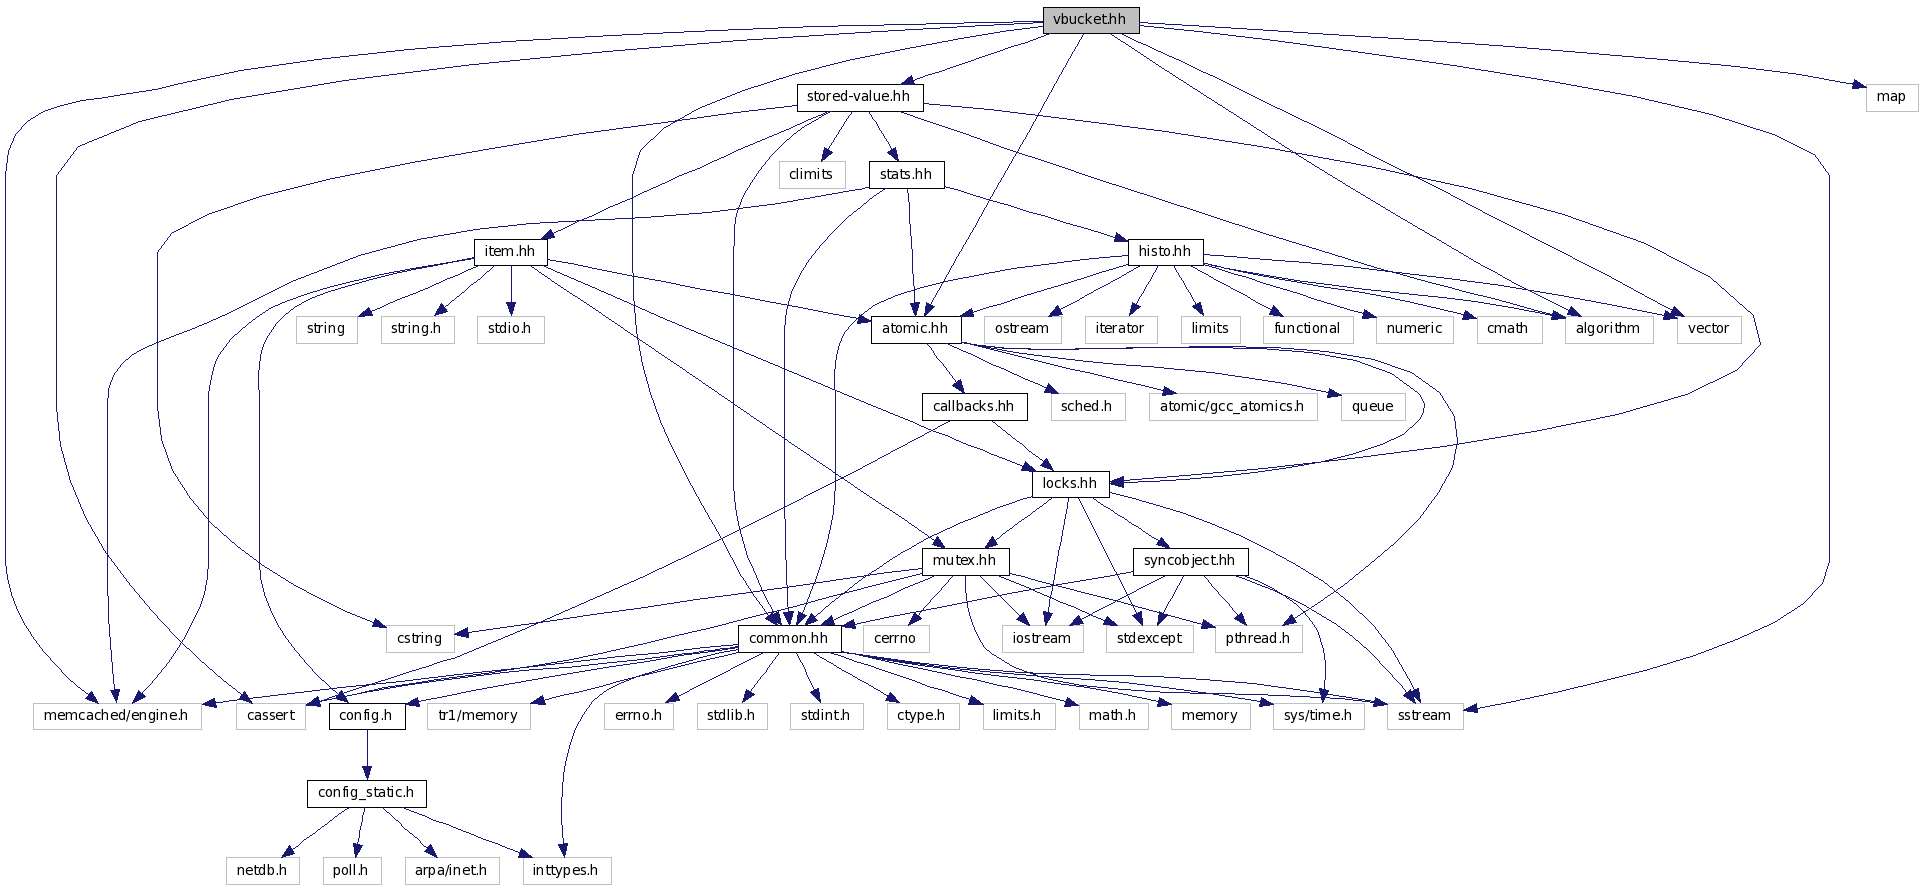 vbucket.hh
stored-value.hh
map
climits
stats.hh
item.hh
histo.hh
string
string.h
stdio.h
atomic.hh
ostream
iterator
limits
functional
numeric
cmath
algorithm
vector
callbacks.hh
sched.h
atomic/gcc_atomics.h
queue
locks.hh
mutex.hh
syncobject.hh
cstring
common.hh
cerrno
iostream
stdexcept
pthread.h
memcached/engine.h
cassert
config.h
tr1/memory
errno.h
stdlib.h
stdint.h
ctype.h
limits.h
math.h
memory
sys/time.h
sstream
config_static.h
netdb.h
poll.h
arpa/inet.h
inttypes.h